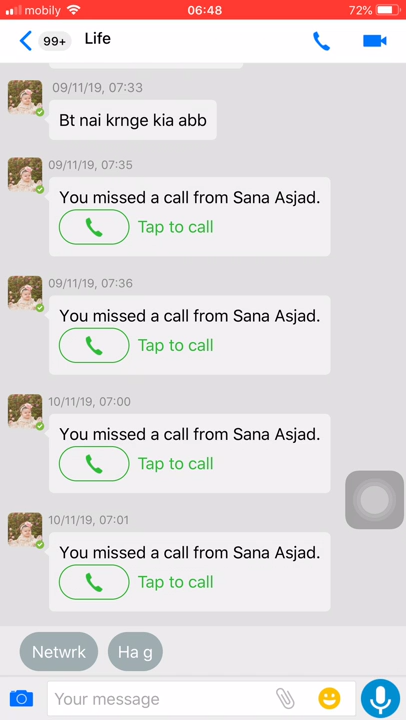 mobily 06:48 72%
99+ Life
09/11/19, 07:33
Bt nai krnge kia abb
09/11/19, 07:35
You missed a call from Sana Asjad.
Tap to call
09/11/19, 07:36
You missed a call from Sana Asjad.
Tap to call
10/11/19, 07:00
You missed a call from Sana Asjad.
Tap to call
10/11/19, 07:01
You missed a call from Sana Asjad.
Tap to call
Netwrk Ha g
Your message